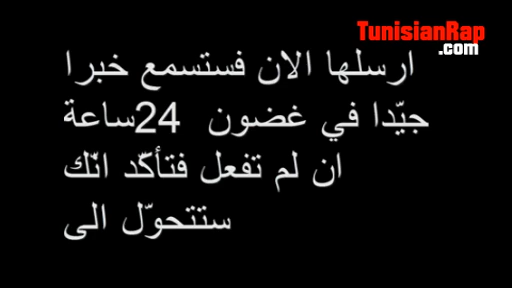 TunisianRap
.com
ارسلها الان فستسمع خبرا
جيّدا في غضون 24ساعة
ان لم تفعل فتأكّد انّك
ستتحوّل الى